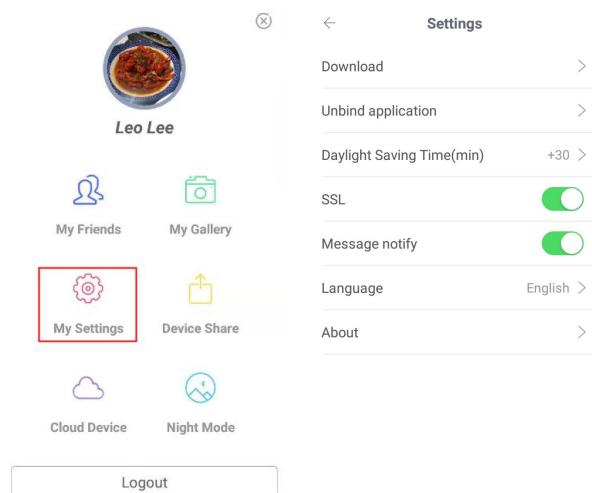 Leo Lee
My Friends
My Gallery
My Settings
Device Share
Cloud Device
Night Mode
Logout
Settings
Download
Unbind application
Daylight Saving Time(min) +30
SSL
Message notify
Language English
About